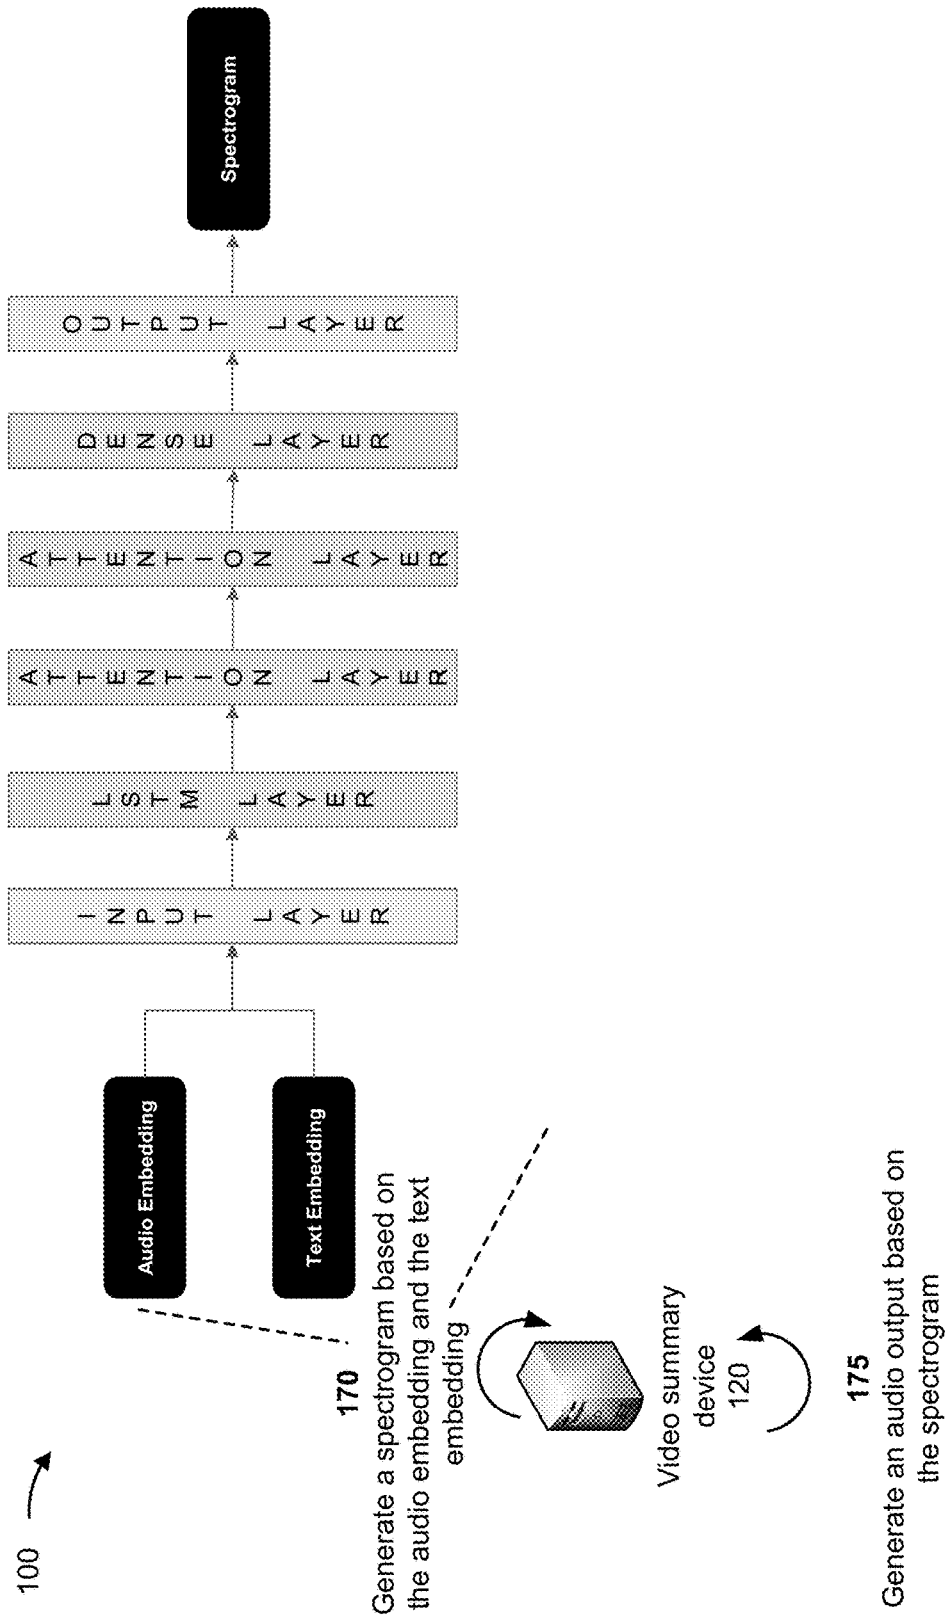 100
170
Generate a spectrogram based on
the audio embedding and the text
embedding
Video summary
device
120
175
Generate an audio output based on
the spectrogram
Audio Embedding
Text Embedding
INPUT LAYER
LSTM LAYER
ATTENTION LAYER
ATTENTION LAYER
DENSE LAYER
OUTPUT LAYER
Spectrogram